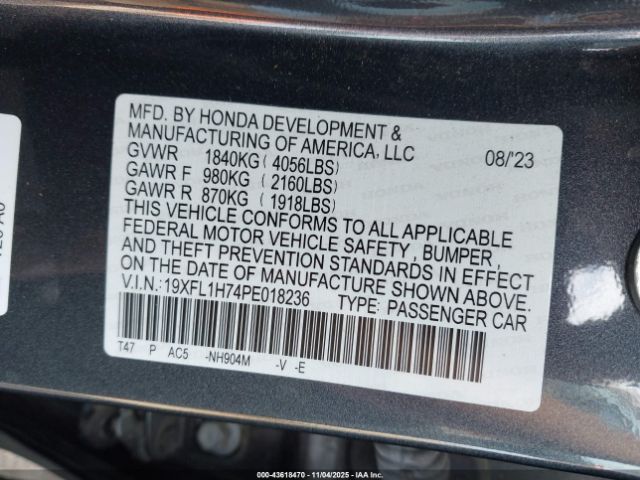 MFD. BY HONDA DEVELOPMENT &
MANUFACTURING OF AMERICA, LLC 08/'23
GVWR 1840KG (4056LBS)
GAWR F 980KG (2160LBS)
GAWR R 870KG (1918LBS)
THIS VEHICLE CONFORMS TO ALL APPLICABLE
FEDERAL MOTOR VEHICLE SAFETY, BUMPER,
AND THEFT PREVENTION STANDARDS IN EFFECT
ON THE DATE OF MANUFACTURE SHOWN ABOVE.
V.I.N.: 19XFL1H74PE018236 TYPE: PASSENGER CAR
T47 P AC5 -NH904M -V -E
000-43618470 - 11/04/2025 - IAAI